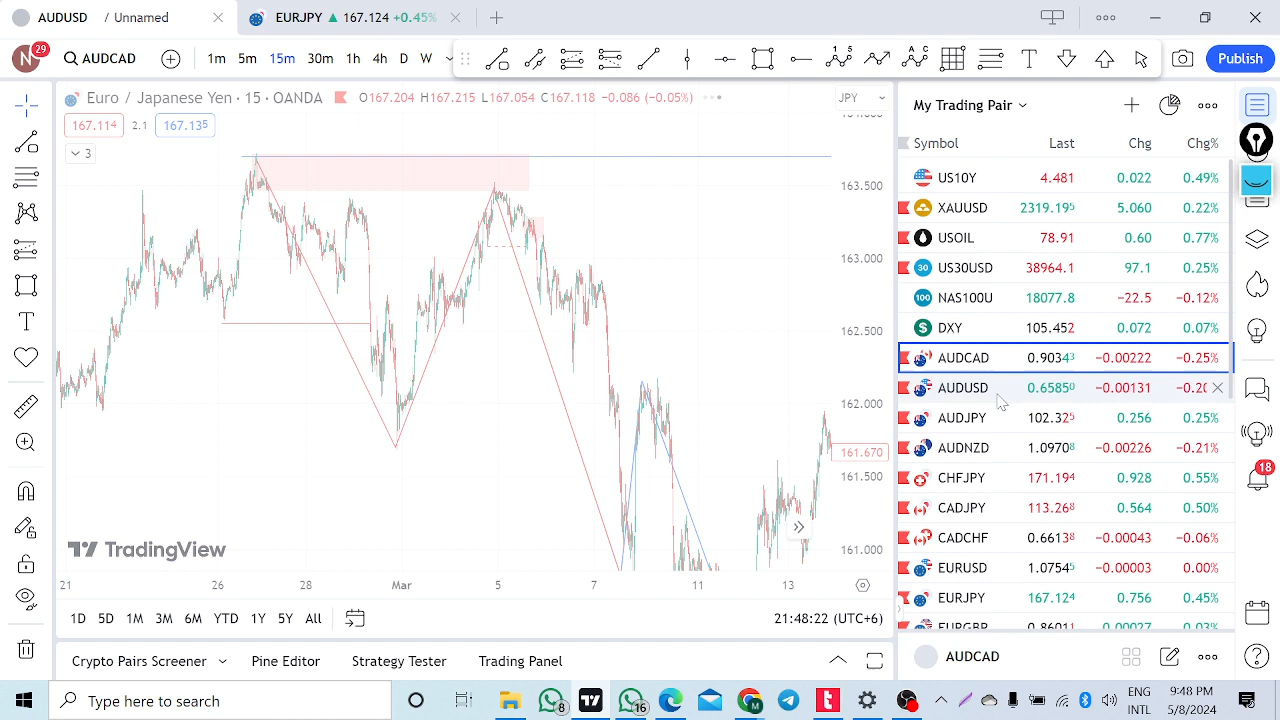 AUDUSD / Unnamed
EURJPY 167.124 +0.45%
N 29
AUDCAD
1m 5m 15m 30m 1h 4h D W
Publish
Euro / Japanese Yen · 15 · OANDA O167.204 H167.215 L167.054 C167.118 −0.086 (−0.05%)
JPY
167.114 2.1 167.135
3
163.500
163.000
162.500
162.000
161.670
161.500
161.000
TradingView
21 26 28 Mar 5 7 11 13
1D 5D 1M 3M 6M YTD 1Y 5Y All
21:48:22 (UTC+6)
Crypto Pairs Screener Pine Editor Strategy Tester Trading Panel
My Trading Pair
Symbol Last Chg Chg%
US10Y 4.481 0.022 0.49%
XAUUSD 2319.195 5.060 0.22%
USOIL 78.91 0.60 0.77%
30 US30USD 38964.1 97.1 0.25%
100 NAS100U 18077.8 −22.5 −0.12%
$ DXY 105.452 0.072 0.07%
AUDCAD 0.90343 −0.00222 −0.25%
AUDUSD 0.65850 −0.00131
AUDJPY 102.325 0.256 0.25%
AUDNZD 1.09708 −0.00226 −0.21%
CHFJPY 171.194 0.928 0.55%
CADJPY 113.268 0.564 0.50%
CADCHF 0.66138 −0.00043 −0.06%
EURUSD 1.07545 −0.00003 0.00%
EURJPY 167.124 0.756 0.45%
EURGBP 0.86011 0.00027 0.03%
AUDCAD
18
Type here to search
8
16
ENG
INTL
9:48 PM
5/8/2024